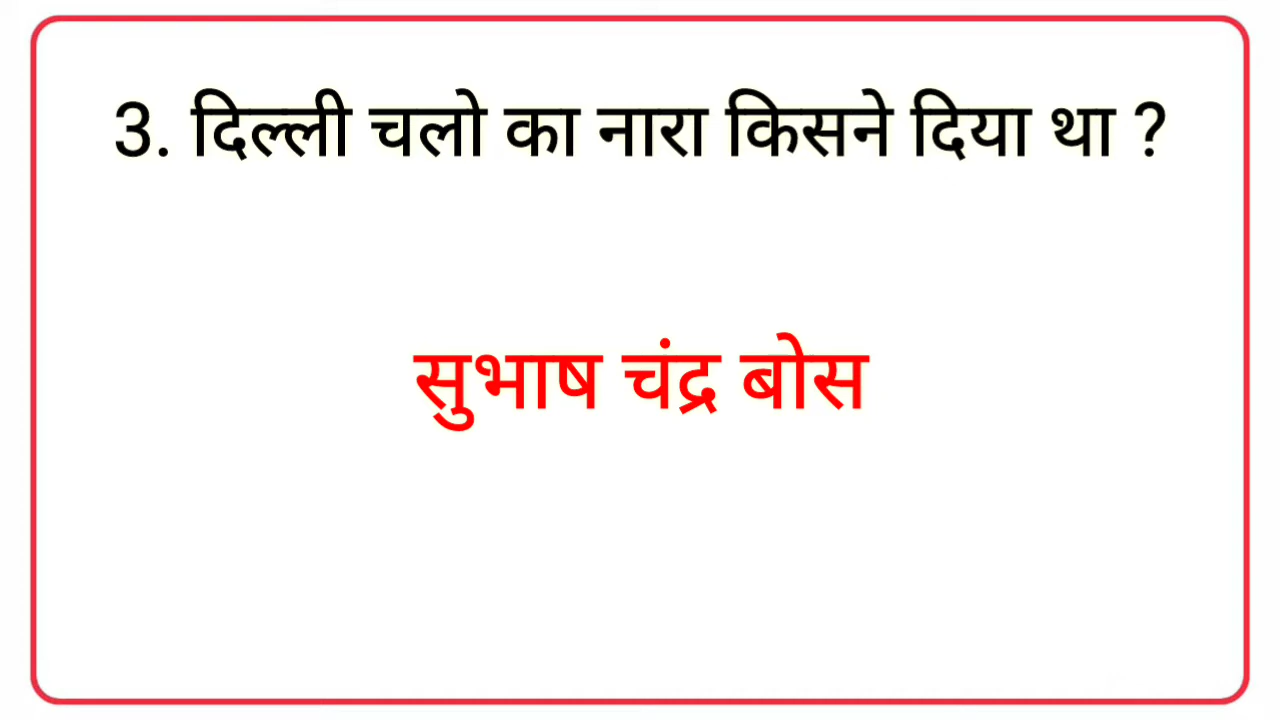 3. दिल्ली चलो का नारा किसने दिया था ?
सुभाष चंद्र बोस